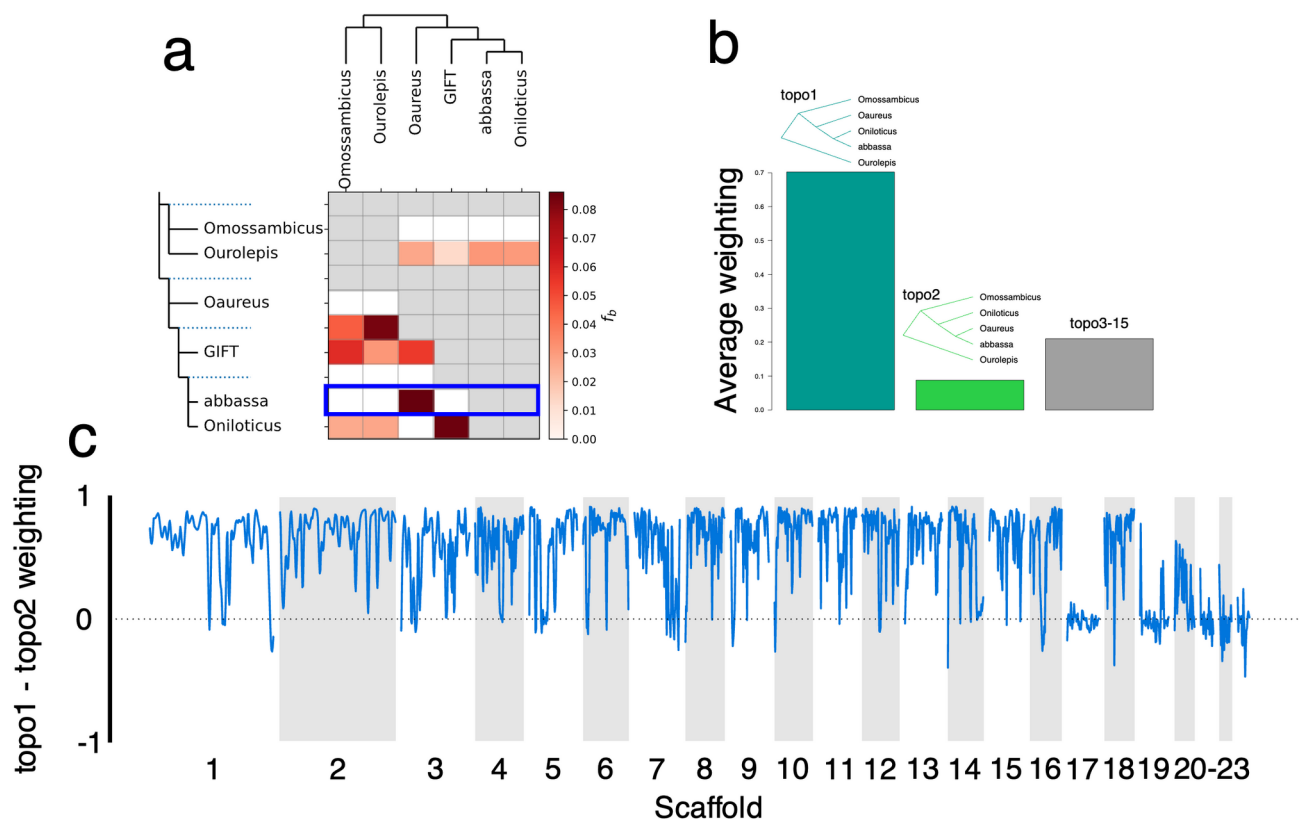 a
Omossambicus
Ourolepis
Oaureus
GIFT
abbassa
Oniloticus
Omossambicus
Ourolepis
Oaureus
GIFT
abbassa
Oniloticus
0.08
0.07
0.06
0.05
0.04
0.03
0.02
0.01
0.00
fb
b
Average weighting
0.7
0.6
0.5
0.4
0.3
0.2
0.1
0.0
topo1
Omossambicus
Oaureus
Oniloticus
abbassa
Ourolepis
topo2
Omossambicus
Oniloticus
Oaureus
abbassa
Ourolepis
topo3-15
c
topo1 - topo2 weighting
1
0
-1
1 2 3 4 5 6 7 8 9 10 11 12 13 14 15 16 17 18 19 20-23
Scaffold